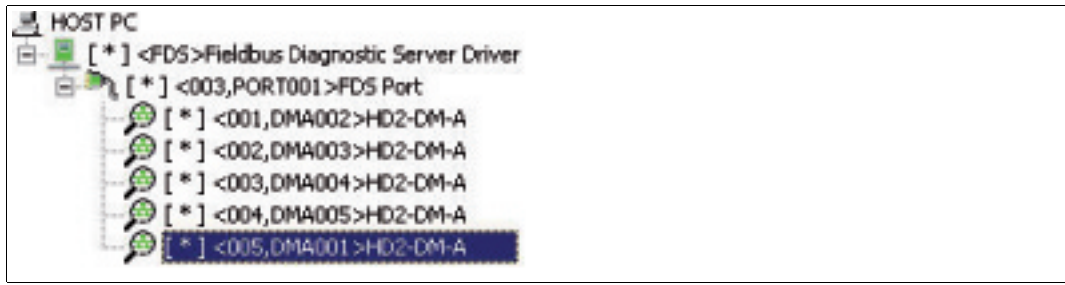 HOST PC
[ * ] <FDS>Fieldbus Diagnostic Server Driver
[ * ] <003,PORT001>FDS Port
[ * ] <001,DMA002>HD2-DM-A
[ * ] <002,DMA003>HD2-DM-A
[ * ] <003,DMA004>HD2-DM-A
[ * ] <004,DMA005>HD2-DM-A
[ * ] <005,DMA001>HD2-DM-A